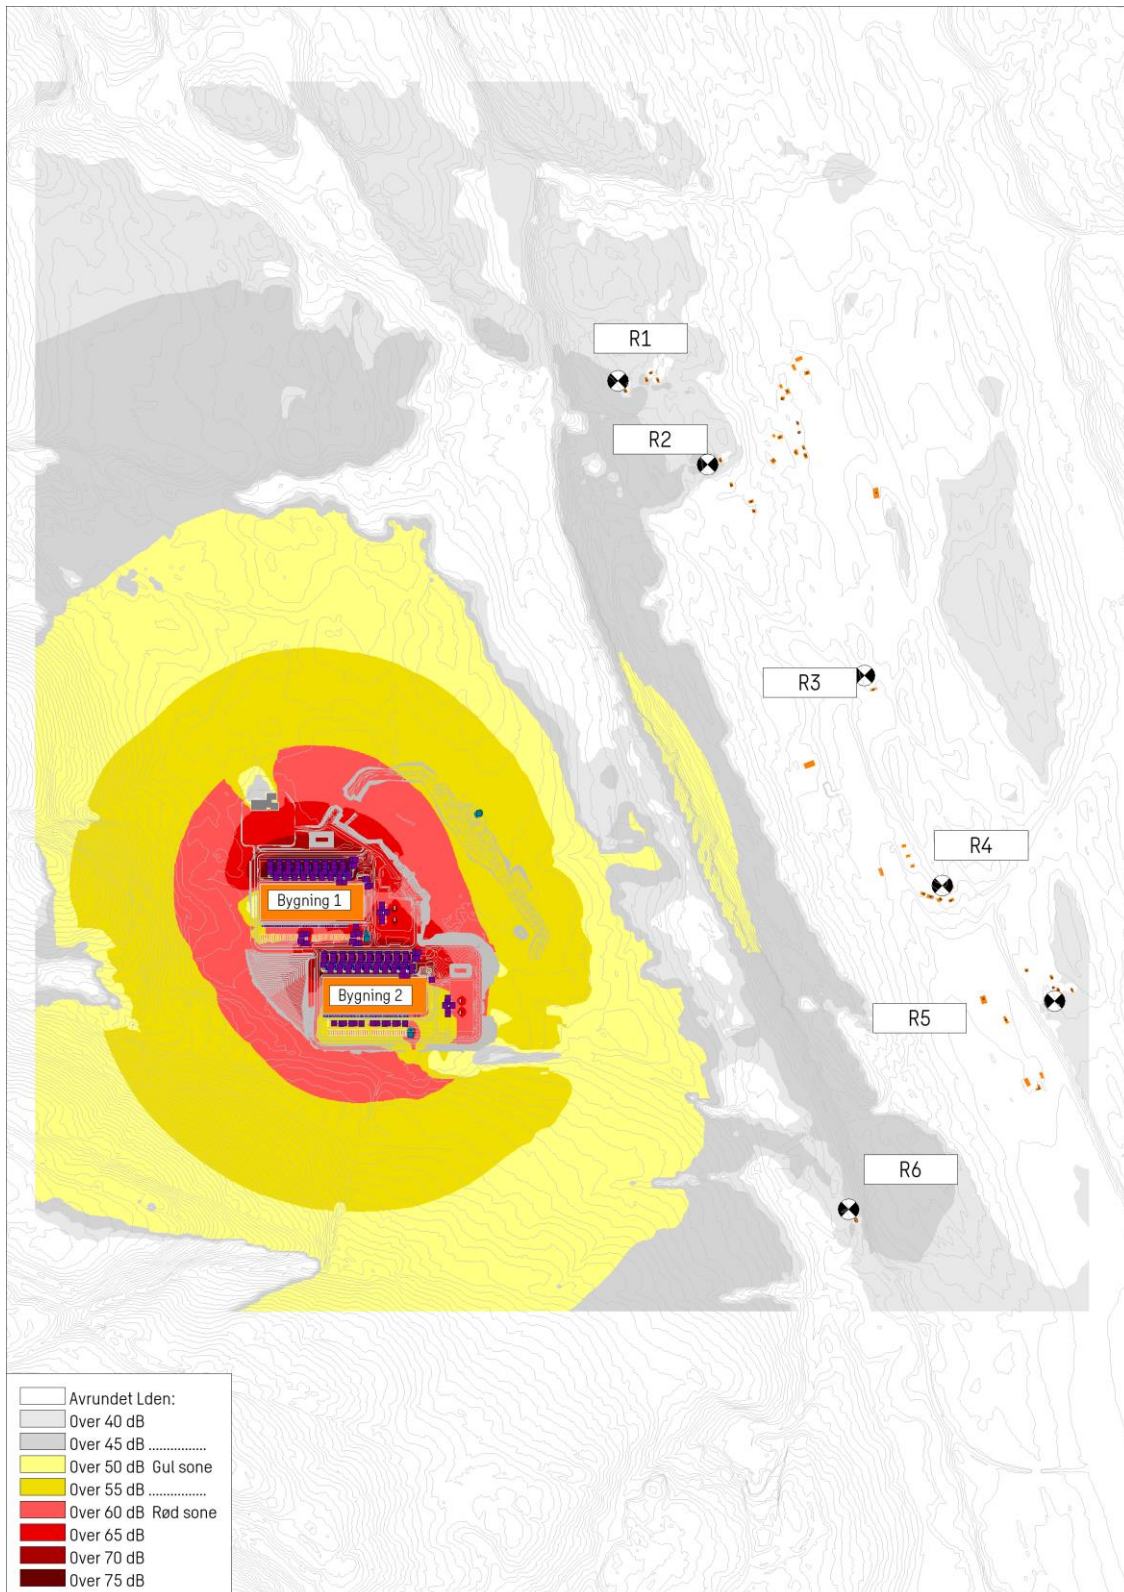 R1
R2
R3
R4
Bygning 1
Bygning 2
R5
R6
Avrundet Lden:
Over 40 dB
Over 45 dB ...............
Over 50 dB Gul sone
Over 55 dB ...............
Over 60 dB Rød sone
Over 65 dB
Over 70 dB
Over 75 dB